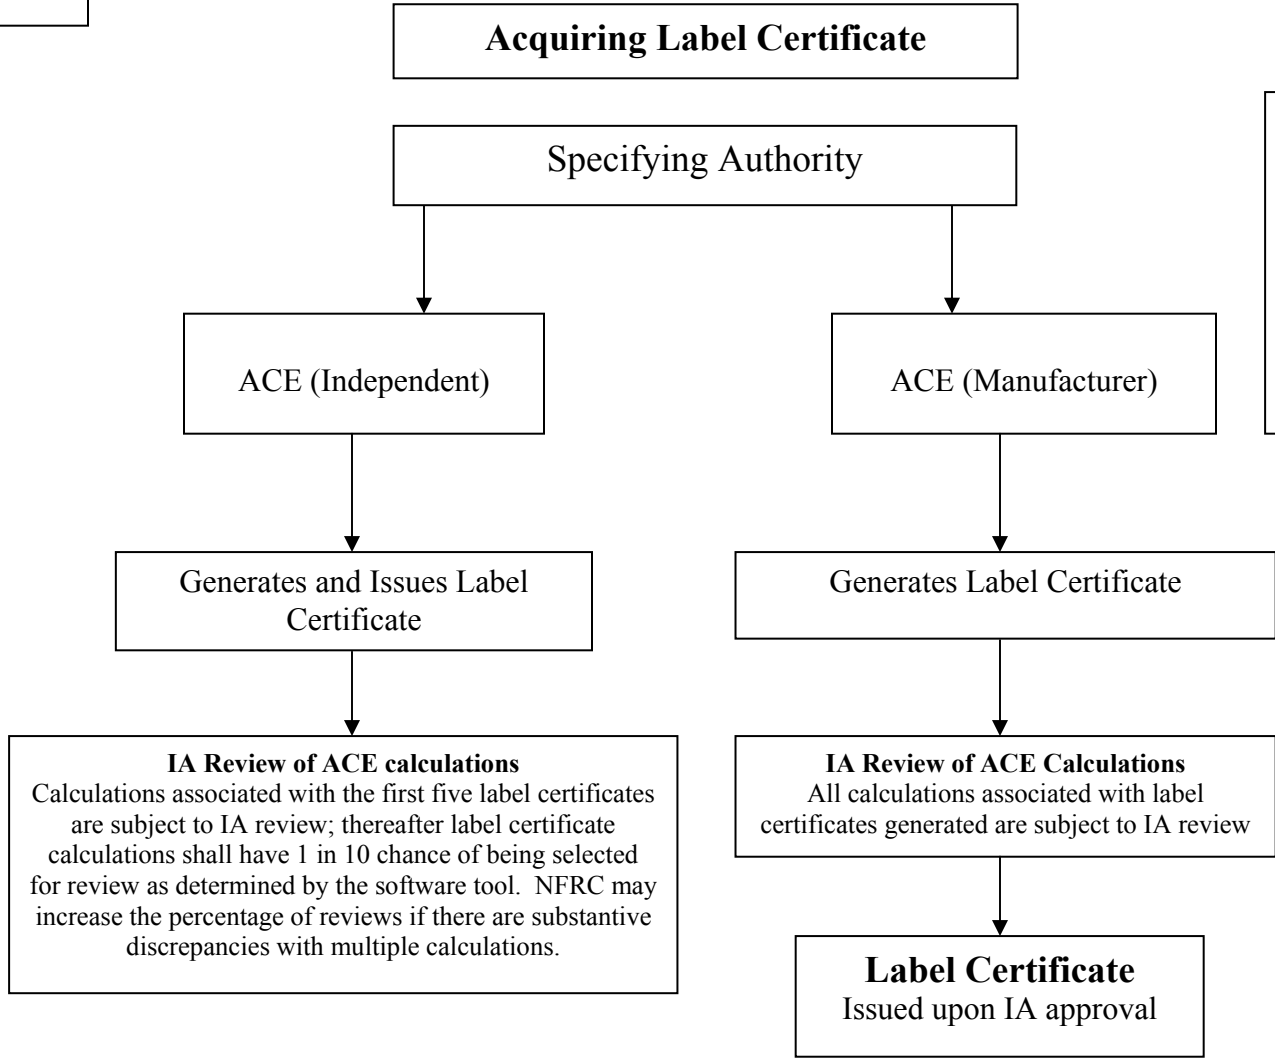 Acquiring Label Certificate
Specifying Authority
ACE (Independent)
ACE (Manufacturer)
Generates and Issues Label
Certificate
Generates Label Certificate
IA Review of ACE calculations
Calculations associated with the first five label certificates
are subject to IA review; thereafter label certificate
calculations shall have 1 in 10 chance of being selected
for review as determined by the software tool.  NFRC may
increase the percentage of reviews if there are substantive
discrepancies with multiple calculations.
IA Review of ACE Calculations
All calculations associated with label
certificates generated are subject to IA review
Label Certificate
Issued upon IA approval